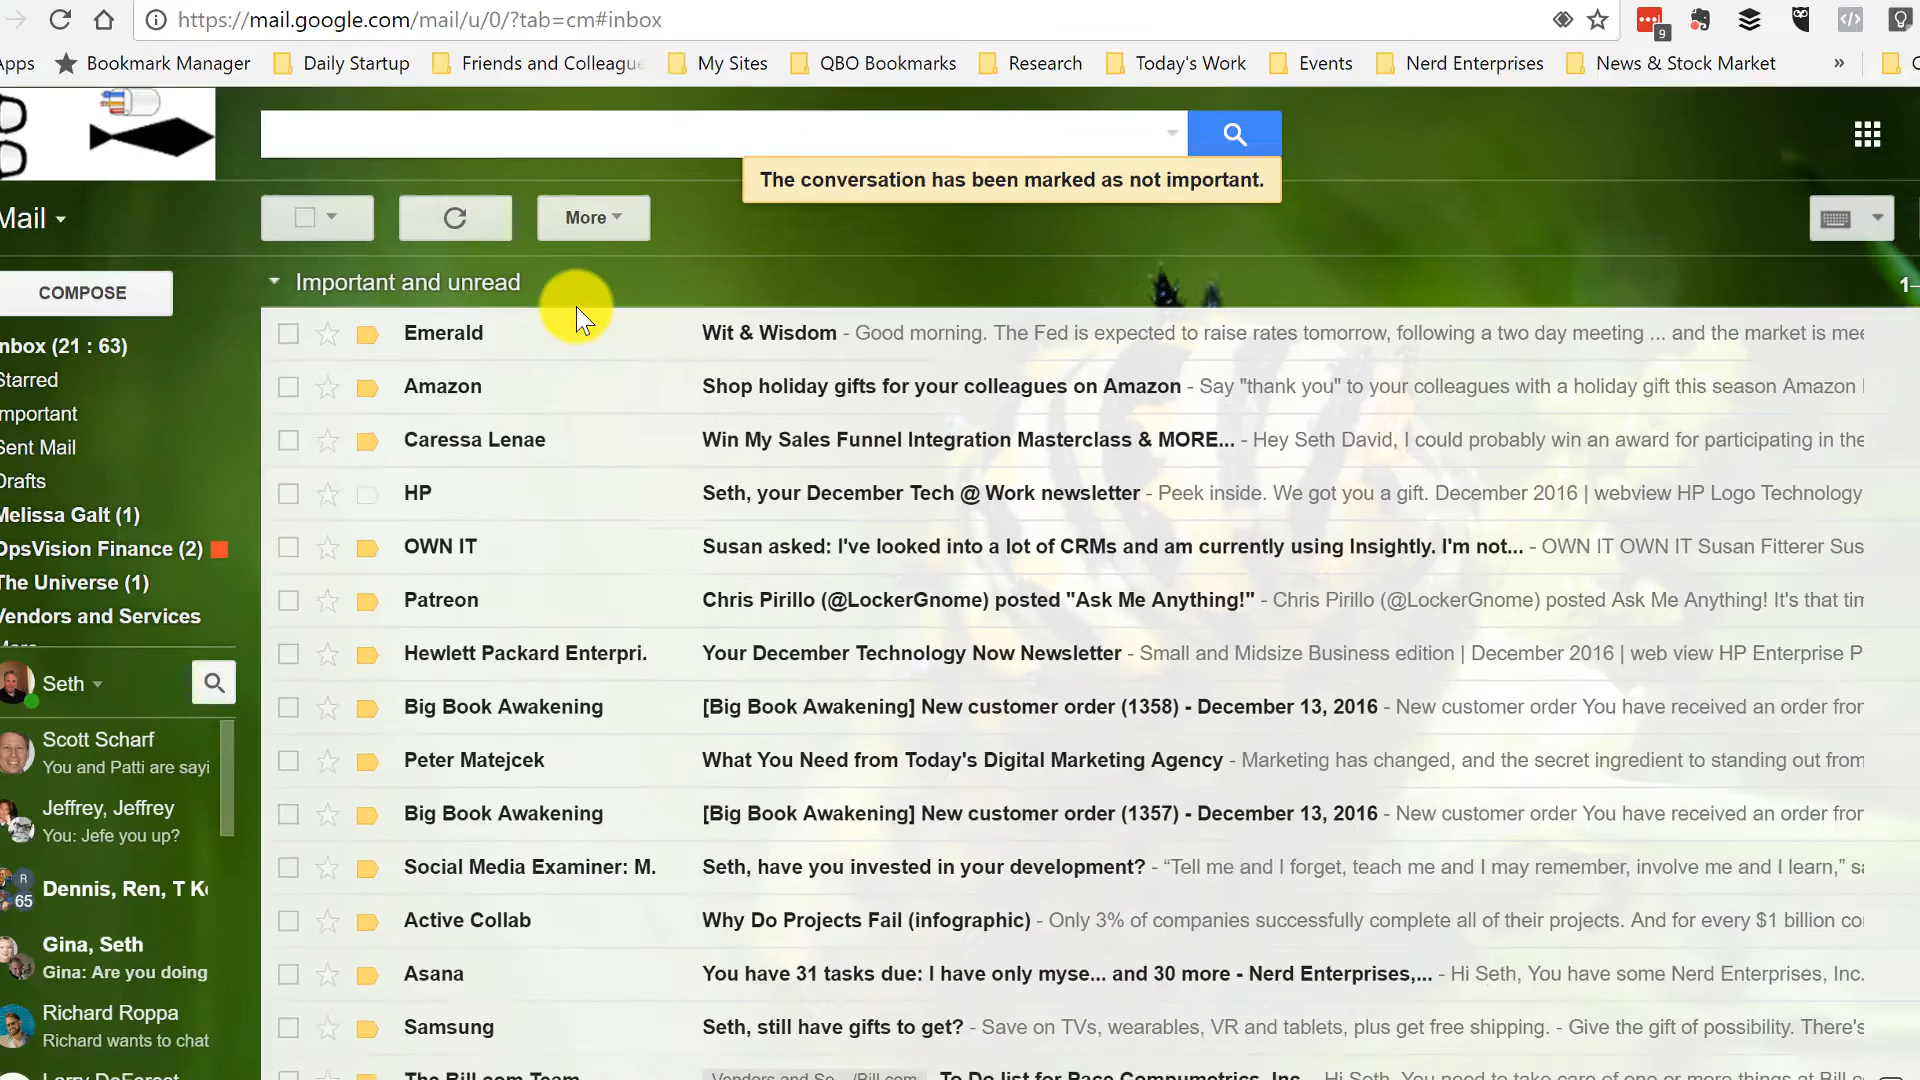 https://mail.google.com/mail/u/0/?tab=cm#inbox
9
Apps Bookmark Manager Daily Startup Friends and Colleague My Sites QBO Bookmarks Research Today's Work Events Nerd Enterprises News & Stock Market »
The conversation has been marked as not important.
Mail
More
COMPOSE
Important and unread
1–
nbox (21 : 63)
Starred
mportant
Sent Mail
Drafts
Melissa Galt (1)
OpsVision Finance (2)
The Universe (1)
Vendors and Services
Seth
Scott Scharf
You and Patti are sayi
Jeffrey, Jeffrey
You: Jefe you up?
R
65
Dennis, Ren, T
Gina, Seth
Gina: Are you doing
Richard Roppa
Richard wants to chat
Emerald Wit & Wisdom - Good morning. The Fed is expected to raise rates tomorrow, following a two day meeting ... and the market is mee
Amazon Shop holiday gifts for your colleagues on Amazon - Say "thank you" to your colleagues with a holiday gift this season Amazon
Caressa Lenae Win My Sales Funnel Integration Masterclass & MORE... - Hey Seth David, I could probably win an award for participating in the
HP Seth, your December Tech @ Work newsletter - Peek inside. We got you a gift. December 2016 | webview HP Logo Technology
OWN IT Susan asked: I've looked into a lot of CRMs and am currently using Insightly. I'm not... - OWN IT OWN IT Susan Fitterer Sus
Patreon Chris Pirillo (@LockerGnome) posted "Ask Me Anything!" - Chris Pirillo (@LockerGnome) posted Ask Me Anything! It's that tim
Hewlett Packard Enterpri. Your December Technology Now Newsletter - Small and Midsize Business edition | December 2016 | web view HP Enterprise P
Big Book Awakening [Big Book Awakening] New customer order (1358) - December 13, 2016 - New customer order You have received an order from
Peter Matejcek What You Need from Today's Digital Marketing Agency - Marketing has changed, and the secret ingredient to standing out from
Big Book Awakening [Big Book Awakening] New customer order (1357) - December 13, 2016 - New customer order You have received an order from
Social Media Examiner: M. Seth, have you invested in your development? - “Tell me and I forget, teach me and I may remember, involve me and I learn,” sa
Active Collab Why Do Projects Fail (infographic) - Only 3% of companies successfully complete all of their projects. And for every $1 billion co
Asana You have 31 tasks due: I have only myse... and 30 more - Nerd Enterprises,... - Hi Seth, You have some Nerd Enterprises, Inc.
Samsung Seth, still have gifts to get? - Save on TVs, wearables, VR and tablets, plus get free shipping. - Give the gift of possibility. There's
The Bill.com Team To Do list for Pace Compumetrics, Inc.